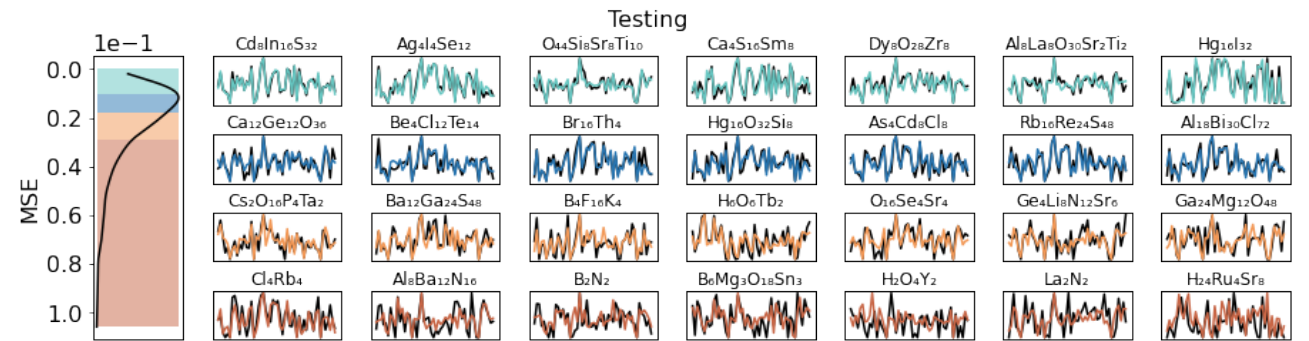 Testing
1e−1
Cd₈In₁₆S₃₂ Ag₄I₄Se₁₂ O₄₄Si₈Sr₈Ti₁₀ Ca₄S₁₆Sm₈ Dy₈O₂₈Zr₈ Al₈La₈O₃₀Sr₂Ti₂ Hg₁₆I₃₂
0.0
0.2
Ca₁₂Ge₁₂O₃₆ Be₄Cl₁₂Te₁₄ Br₁₆Th₄ Hg₁₆O₃₂Si₈ As₄Cd₈Cl₈ Rb₁₆Re₂₄S₄₈ Al₁₈Bi₃₀Cl₇₂
0.4
MSE
Cs₂O₁₆P₄Ta₂ Ba₁₂Ga₂₄S₄₈ B₄F₁₆K₄ H₆O₆Tb₂ O₁₆Se₄Sr₄ Ge₄Li₈N₁₂Sr₆ Ga₂₄Mg₁₂O₄₈
0.6
0.8
Cl₄Rb₄ Al₈Ba₁₂N₁₆ B₂N₂ B₆Mg₃O₁₈Sn₃ H₂O₄Y₂ La₂N₂ H₂₄Ru₄Sr₈
1.0